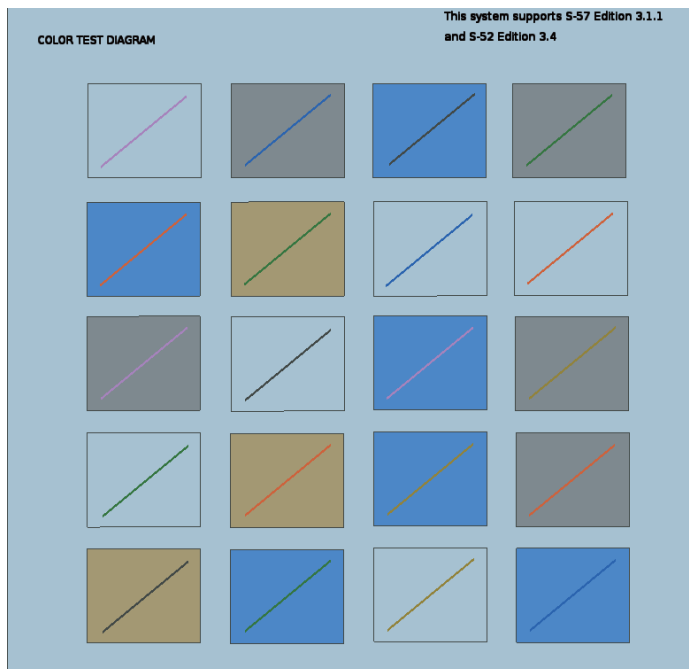 This system supports S-57 Edition 3.1.1
COLOR TEST DIAGRAM
and S-52 Edition 3.4